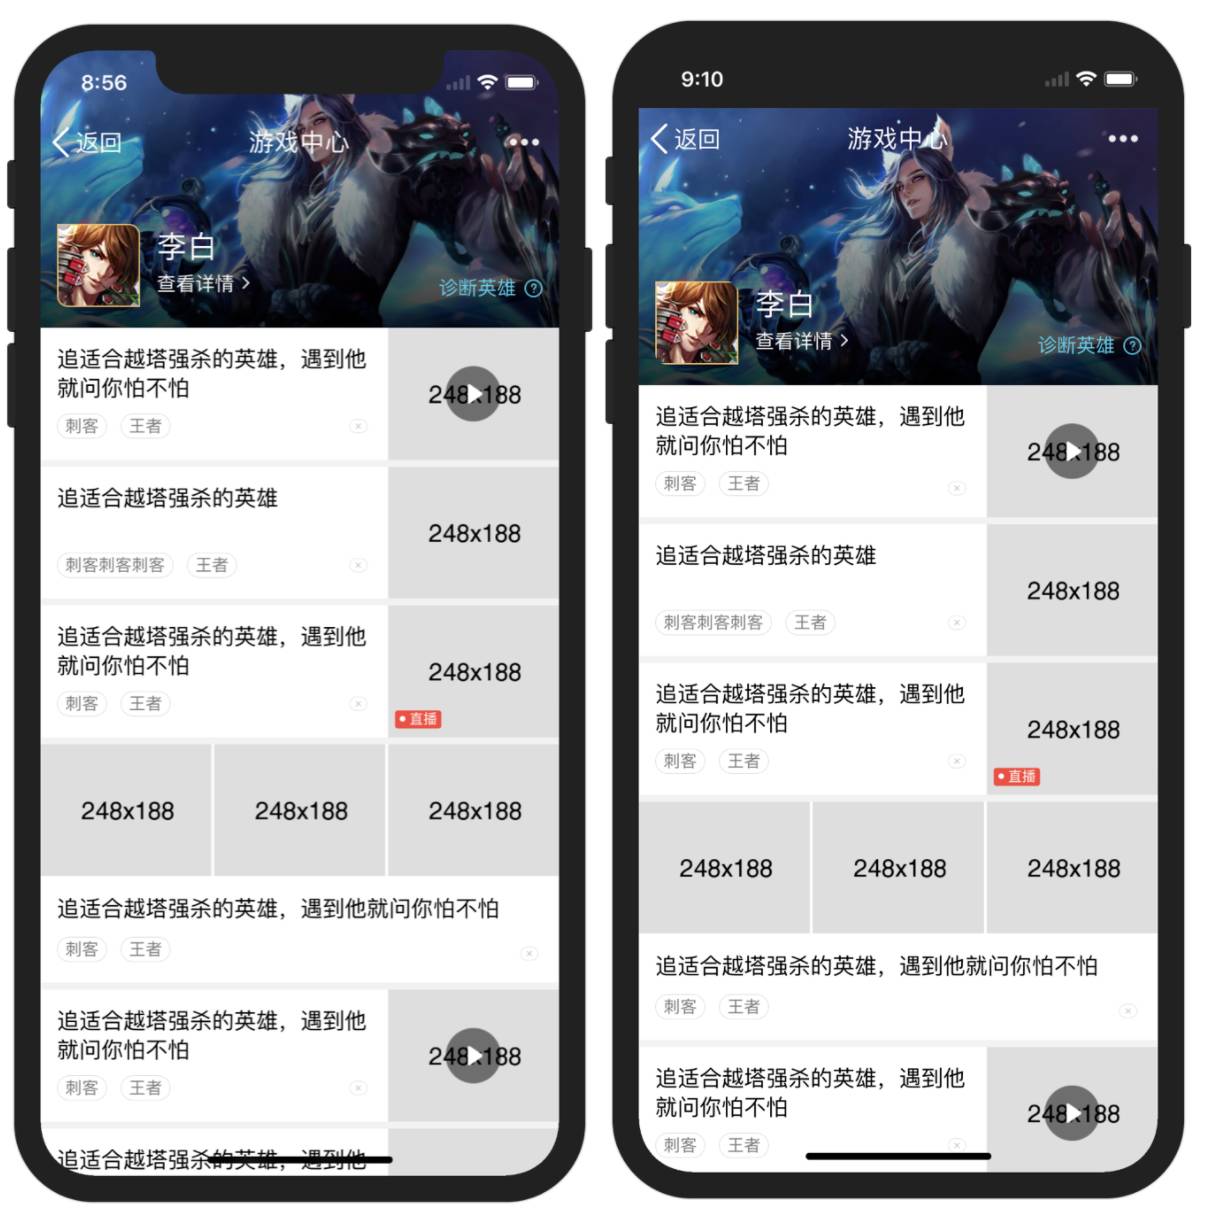 8:56
返回
游戏中心
李白
查看详情
诊断英雄
追适合越塔强杀的英雄，遇到他
就问你怕不怕
刺客 王者
248x188
追适合越塔强杀的英雄
刺客刺客刺客 王者
248x188
追适合越塔强杀的英雄，遇到他
就问你怕不怕
刺客 王者
248x188
直播
248x188 248x188 248x188
追适合越塔强杀的英雄，遇到他就问你怕不怕
刺客 王者
追适合越塔强杀的英雄，遇到他
就问你怕不怕
刺客 王者
248x188
追适合越塔强杀的英雄，遇到他
9:10
返回
游戏中心
李白
查看详情
诊断英雄
追适合越塔强杀的英雄，遇到他
就问你怕不怕
刺客 王者
248x188
追适合越塔强杀的英雄
刺客刺客刺客 王者
248x188
追适合越塔强杀的英雄，遇到他
就问你怕不怕
刺客 王者
248x188
直播
248x188 248x188 248x188
追适合越塔强杀的英雄，遇到他就问你怕不怕
刺客 王者
追适合越塔强杀的英雄，遇到他
就问你怕不怕
刺客 王者
248x188